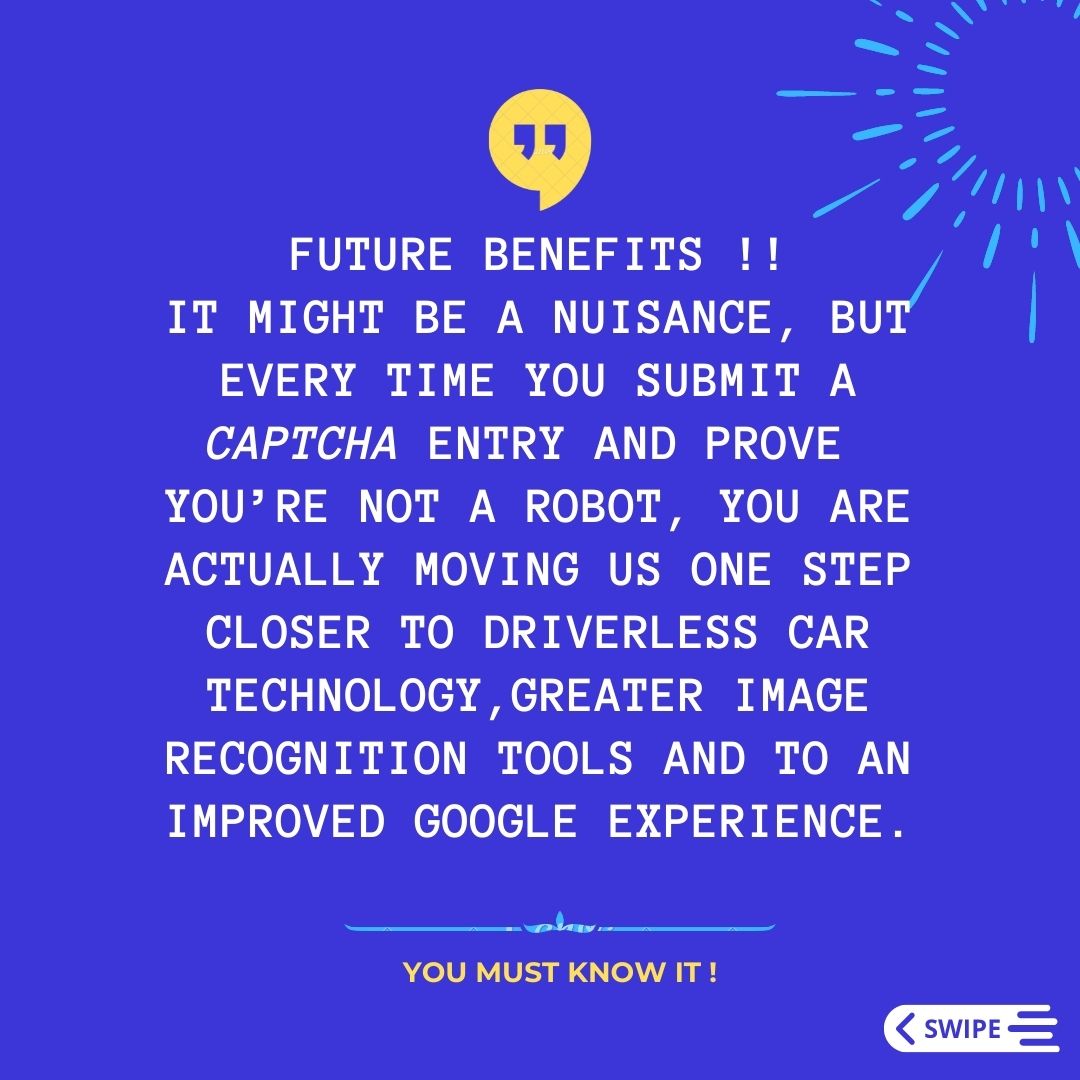 FUTURE BENEFITS !!
IT MIGHT BE A NUISANCE, BUT
EVERY TIME YOU SUBMIT A
CAPTCHA ENTRY AND PROVE
YOU’RE NOT A ROBOT, YOU ARE
ACTUALLY MOVING US ONE STEP
CLOSER TO DRIVERLESS CAR
TECHNOLOGY,GREATER IMAGE
RECOGNITION TOOLS AND TO AN
IMPROVED GOOGLE EXPERIENCE.
YOU MUST KNOW IT !
SWIPE